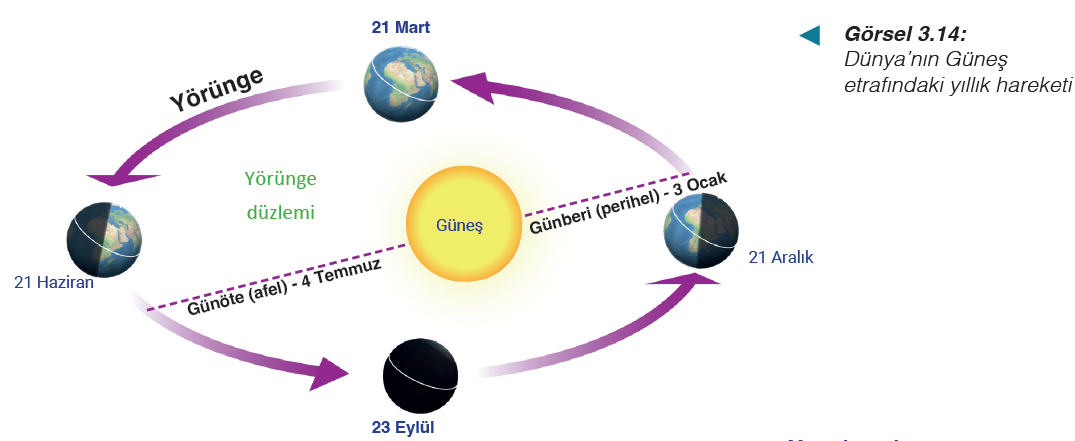 21 Mart
Görsel 3.14:
Dünya'nın Güneş
etrafındaki yıllık hareketi
Yörünge
Yörünge
düzlemi
Güneş
Günberi (perihel) - 3 Ocak
21 Aralık
21 Haziran
Günöte (afel) - 4 Temmuz
23 Eylül